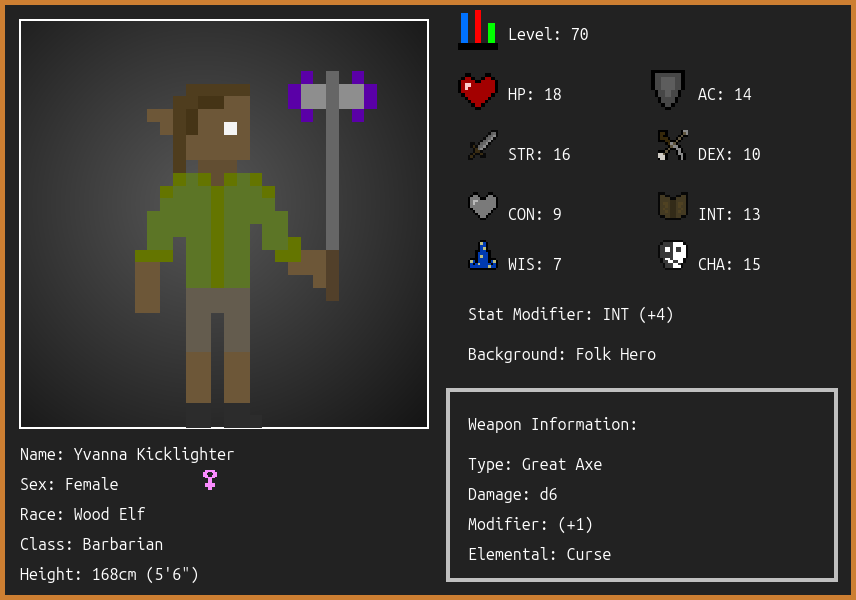 Level: 70
HP: 18
AC: 14
STR: 16
DEX: 10
CON: 9
INT: 13
WIS: 7
CHA: 15
Stat Modifier: INT (+4)
Background: Folk Hero
Weapon Information:
Type: Great Axe
Damage: d6
Modifier: (+1)
Elemental: Curse
Name: Yvanna Kicklighter
Sex: Female
Race: Wood Elf
Class: Barbarian
Height: 168cm (5'6")